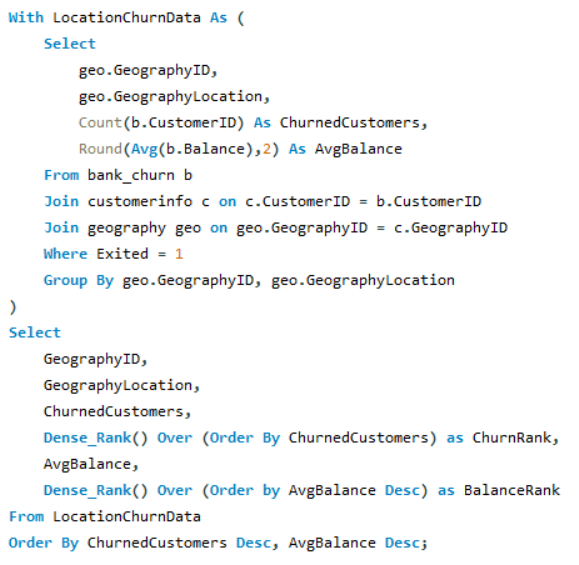 With LocationChurnData As (
    Select
        geo.GeographyID,
        geo.GeographyLocation,
        Count(b.CustomerID) As ChurnedCustomers,
        Round(Avg(b.Balance),2) As AvgBalance
    From bank_churn b
    Join customerinfo c on c.CustomerID = b.CustomerID
    Join geography geo on geo.GeographyID = c.GeographyID
    Where Exited = 1
    Group By geo.GeographyID, geo.GeographyLocation
)
Select
    GeographyID,
    GeographyLocation,
    ChurnedCustomers,
    Dense_Rank() Over (Order By ChurnedCustomers) as ChurnRank,
    AvgBalance,
    Dense_Rank() Over (Order by AvgBalance Desc) as BalanceRank
From LocationChurnData
Order By ChurnedCustomers Desc, AvgBalance Desc;